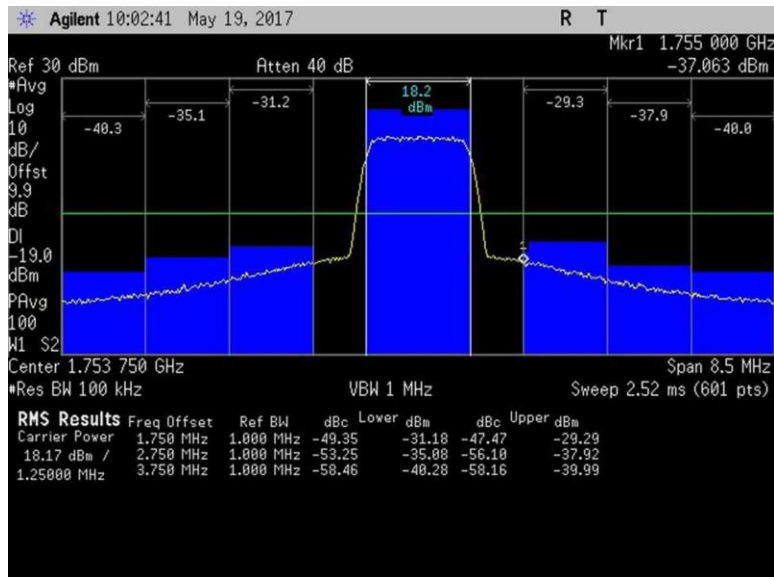 Agilent 10:02:41 May 19, 2017 R T
Mkr1 1.755 000 GHz
Ref 30 dBm Atten 40 dB -37.063 dBm
#Avg
Log
10
dB/
Offst
9.9
dB
DI
-19.0
dBm
PAvg
100
W1 S2
-40.3 -35.1 -31.2 18.2 dBm -29.3 -37.9 -40.0
1
Center 1.753 750 GHz Span 8.5 MHz
#Res BW 100 kHz VBW 1 MHz Sweep 2.52 ms (601 pts)
RMS Results Freq Offset Ref BW dBc Lower dBm dBc Upper dBm
Carrier Power 1.750 MHz 1.000 MHz -49.35 -31.18 -47.47 -29.29
18.17 dBm / 2.750 MHz 1.000 MHz -53.25 -35.08 -56.10 -37.92
1.25000 MHz 3.750 MHz 1.000 MHz -58.46 -40.28 -58.16 -39.99